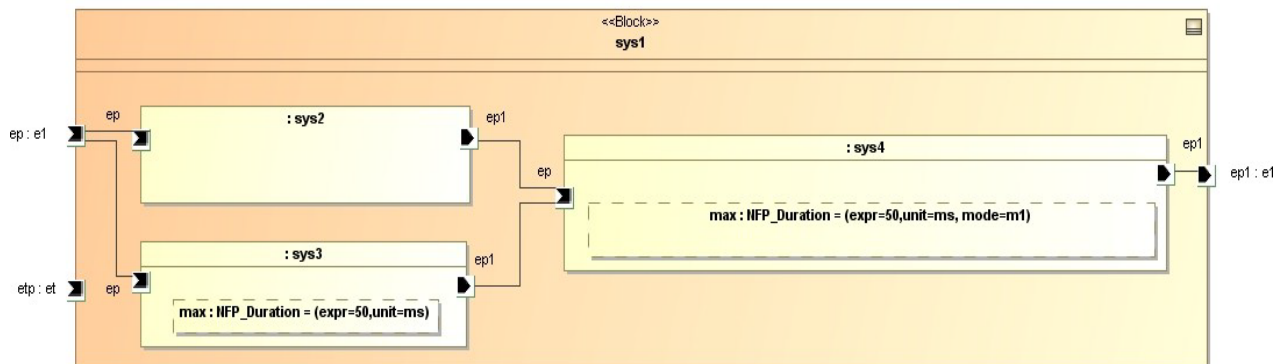 <<Block>>
sys1
ep : e1
ep
: sys2
ep1
ep
: sys4
ep1
ep1 : e1
max : NFP_Duration = (expr=50,unit=ms, mode=m1)
etp : et
ep
: sys3
ep1
max : NFP_Duration = (expr=50,unit=ms)